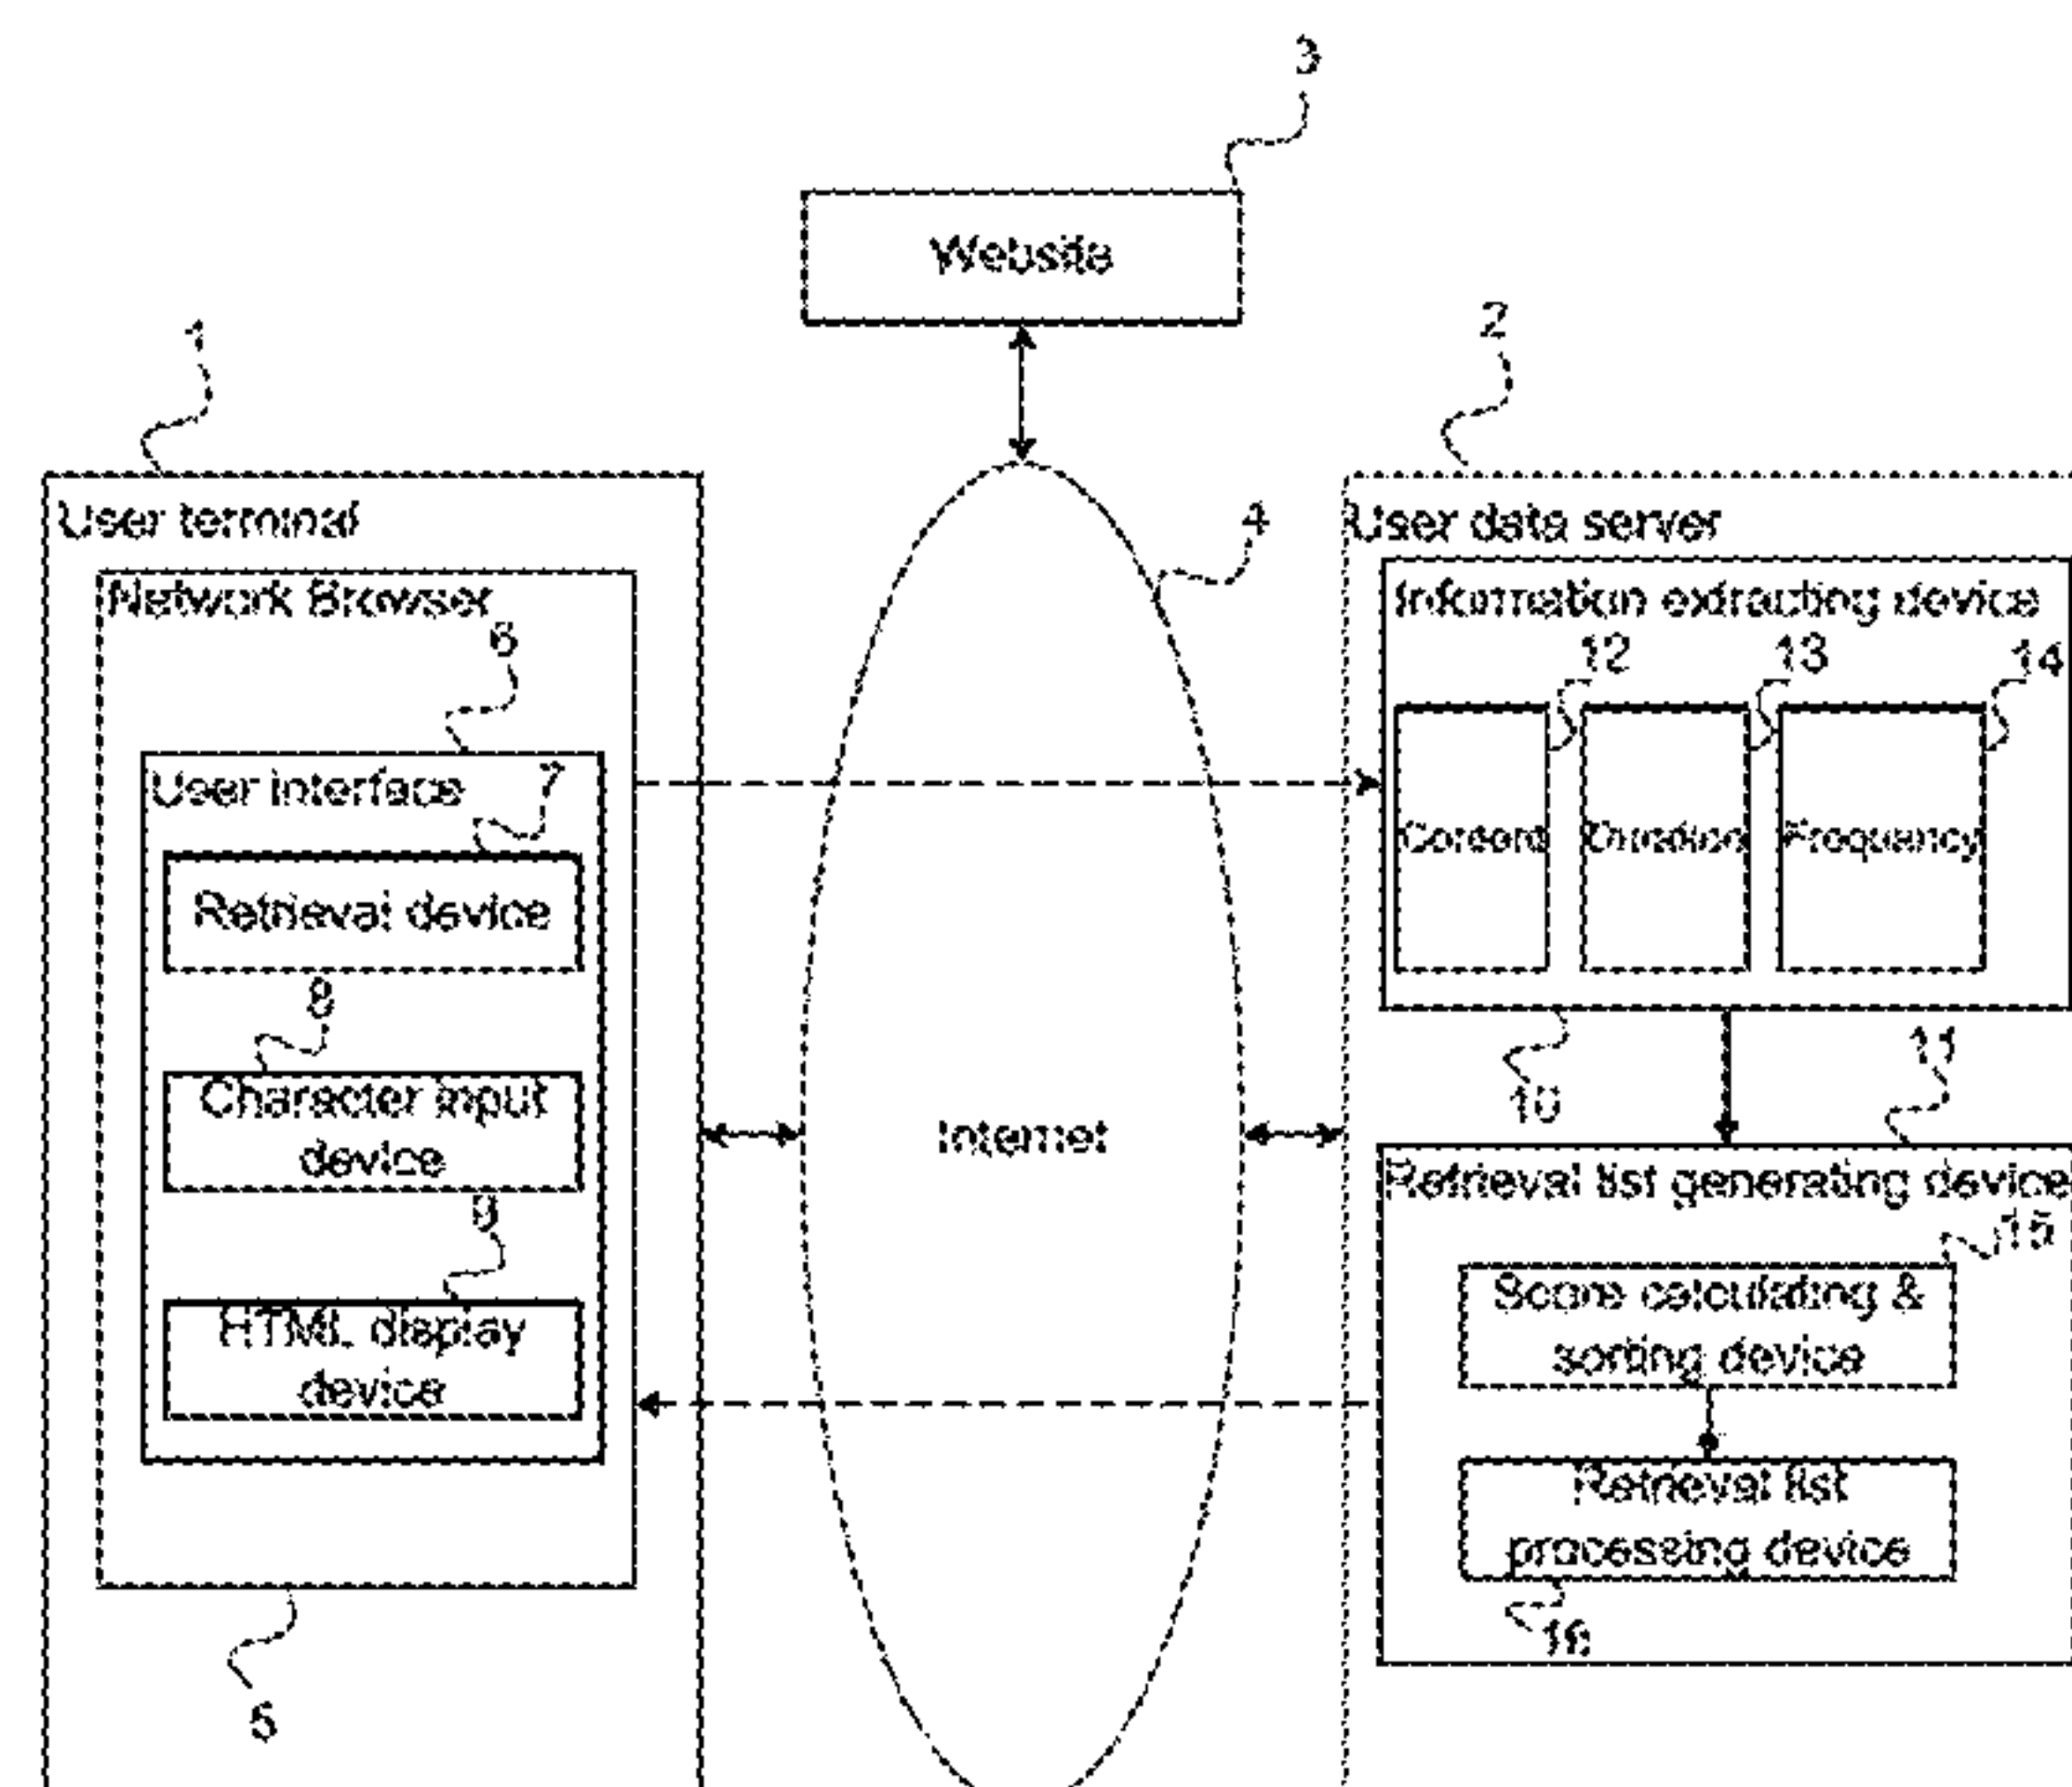 3
Website
1
2
User terminal
4
User data server
Network Browser
Information extracting device
6
12
13
14
User interface
7
Content
Duration
Frequency
Retrieval device
8
10
11
Character input
device
Internet
Retrieval list generating device
9
15
Score calculating &
sorting device
HTML display
device
Retrieval list
processing device
16
5